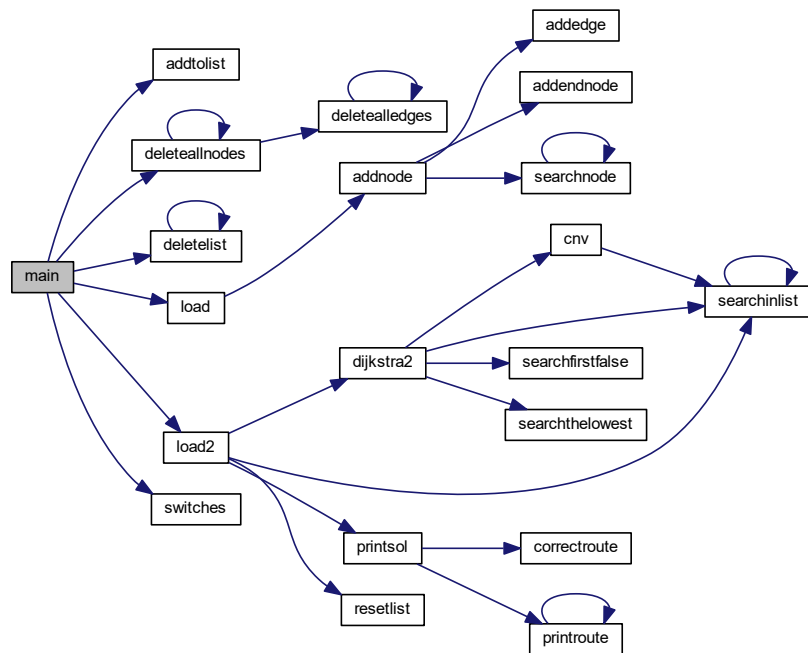 addedge
addtolist
addendnode
deletealledges
deleteallnodes
addnode
searchnode
deletelist
cnv
main
load
searchinlist
dijkstra2
searchfirstfalse
searchthelowest
load2
switches
printsol
correctroute
resetlist
printroute